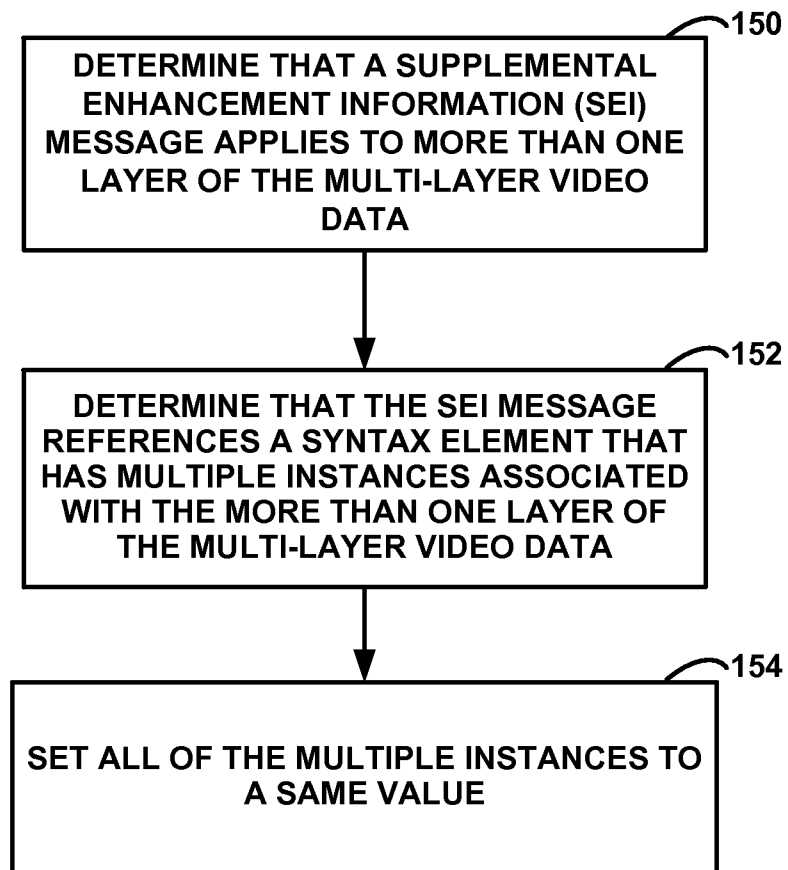 150
DETERMINE THAT A SUPPLEMENTAL
ENHANCEMENT INFORMATION (SEI)
MESSAGE APPLIES TO MORE THAN ONE
LAYER OF THE MULTI-LAYER VIDEO
DATA
152
DETERMINE THAT THE SEI MESSAGE
REFERENCES A SYNTAX ELEMENT THAT
HAS MULTIPLE INSTANCES ASSOCIATED
WITH THE MORE THAN ONE LAYER OF
THE MULTI-LAYER VIDEO DATA
154
SET ALL OF THE MULTIPLE INSTANCES TO
A SAME VALUE